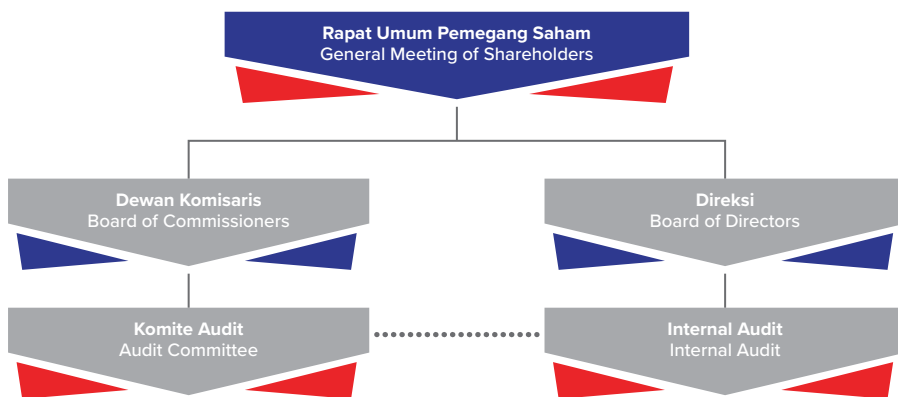 Rapat Umum Pemegang Saham
General Meeting of Shareholders
Dewan Komisaris
Board of Commissioners
Direksi
Board of Directors
Komite Audit
Audit Committee
Internal Audit
Internal Audit